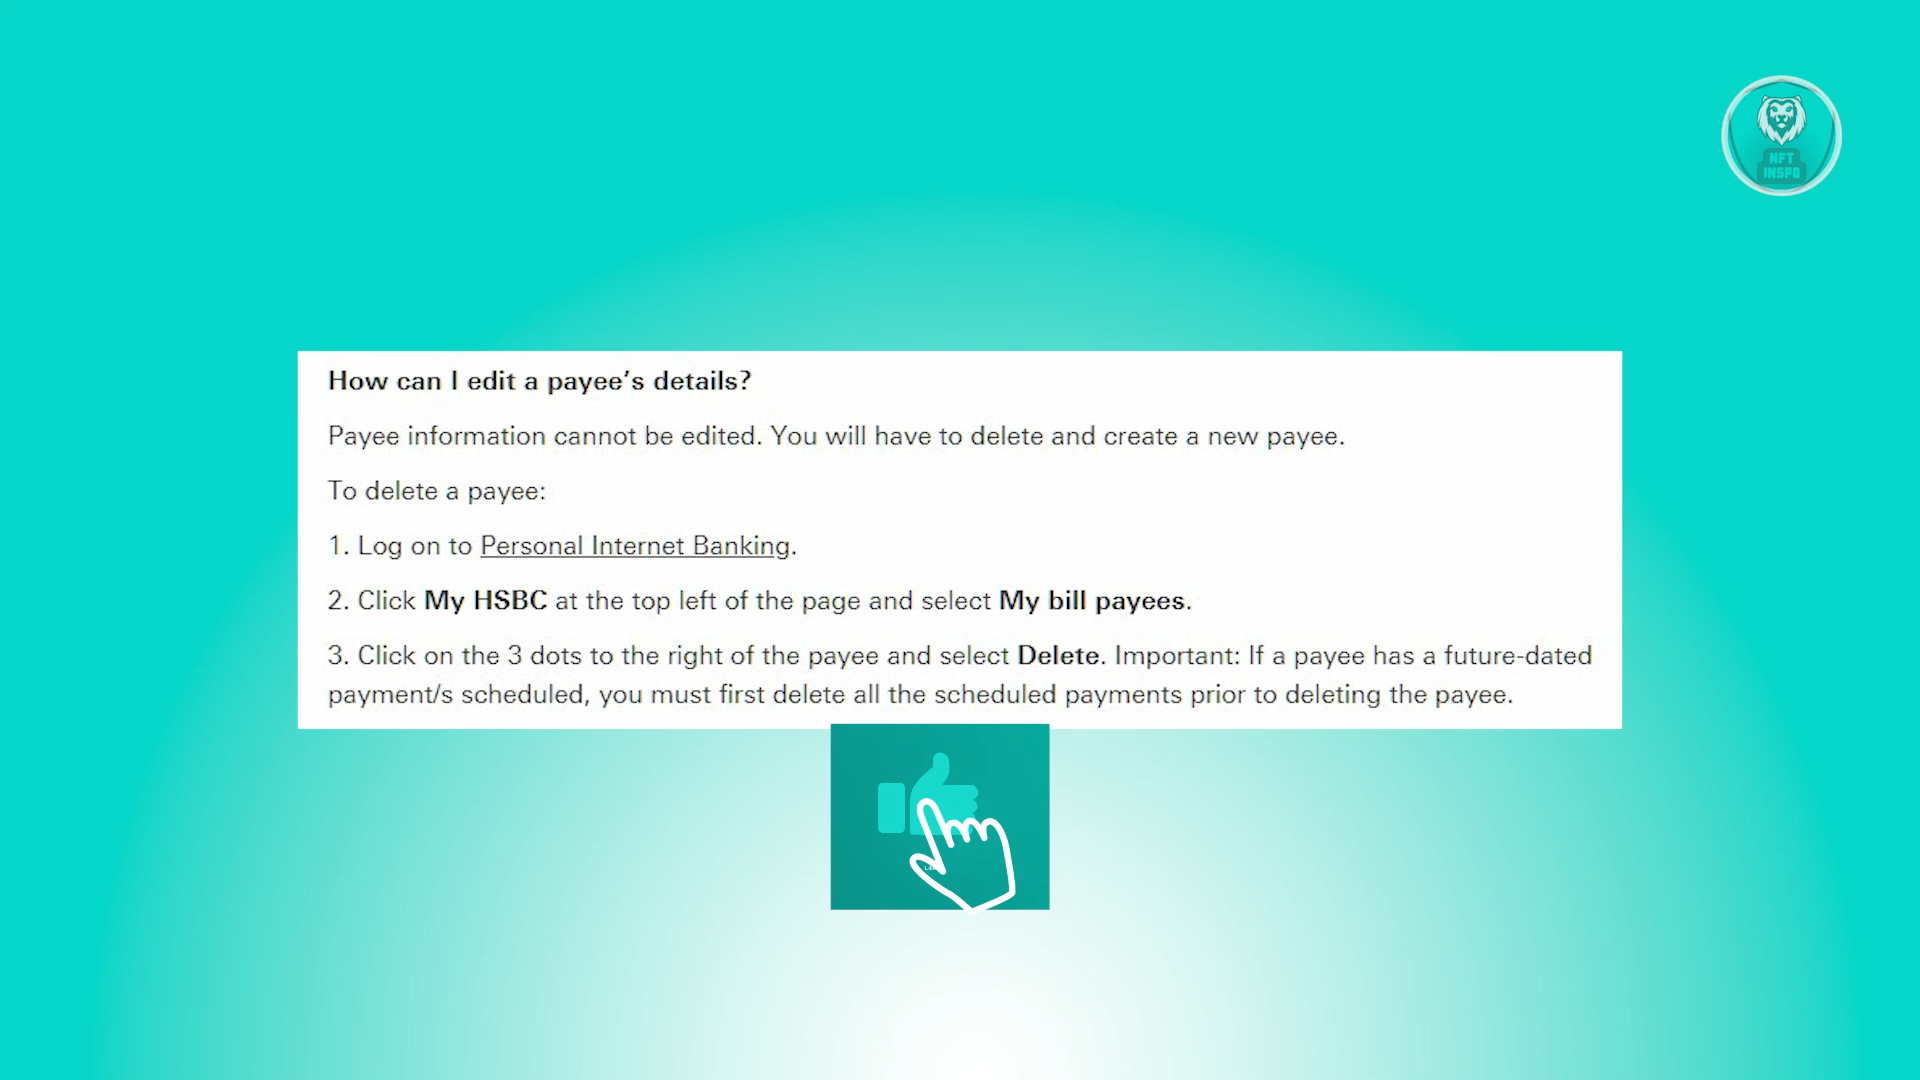 NFT
INSPO
How can I edit a payee's details?
Payee information cannot be edited. You will have to delete and create a new payee.
To delete a payee:
1. Log on to Personal Internet Banking.
2. Click My HSBC at the top left of the page and select My bill payees.
3. Click on the 3 dots to the right of the payee and select Delete. Important: If a payee has a future-dated
payment/s scheduled, you must first delete all the scheduled payments prior to deleting the payee.